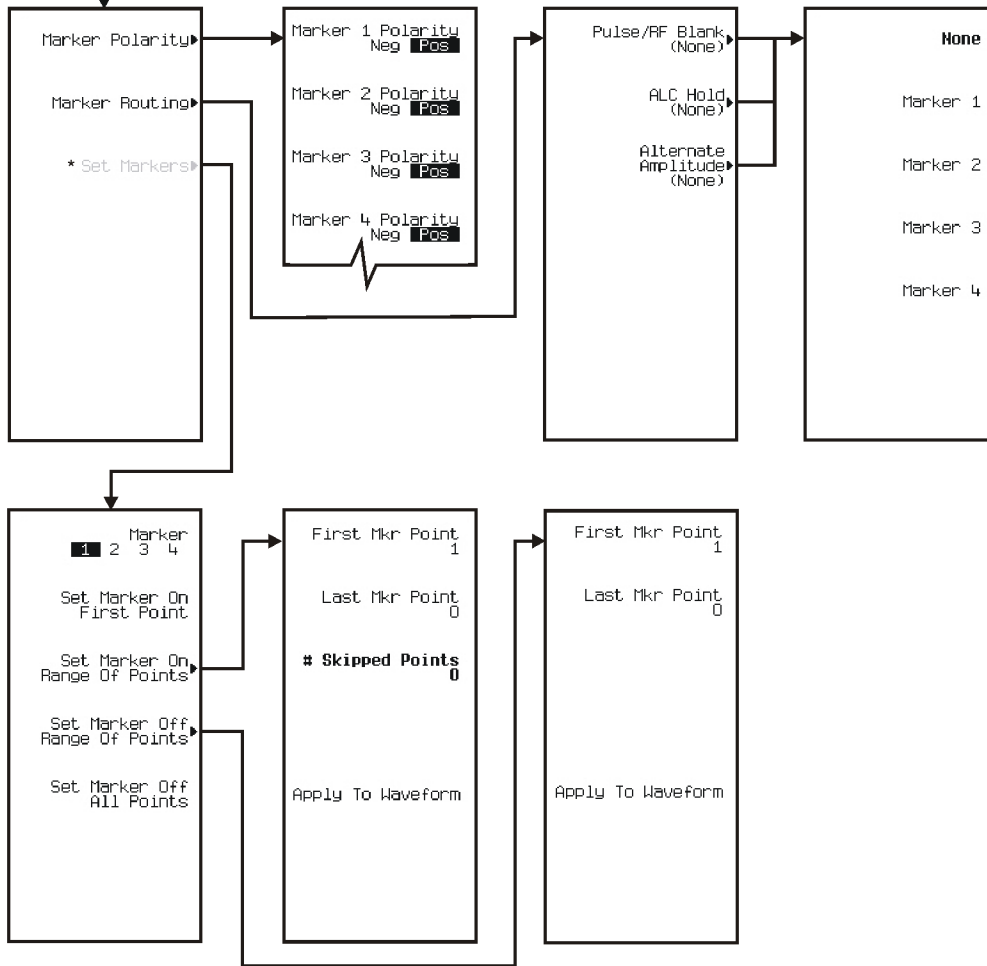 Marker Polarity
Marker Routing
* Set Markers
Marker 1 Polarity
Neg Pos
Marker 2 Polarity
Neg Pos
Marker 3 Polarity
Neg Pos
Marker 4 Polarity
Neg Pos
Pulse/RF Blank
(None)
ALC Hold
(None)
Alternate
Amplitude
(None)
None
Marker 1
Marker 2
Marker 3
Marker 4
Marker
1 2 3 4
Set Marker On
First Point
Set Marker On
Range Of Points
Set Marker Off
Range Of Points
Set Marker Off
All Points
First Mkr Point
1
Last Mkr Point
0
# Skipped Points
0
Apply To Waveform
First Mkr Point
1
Last Mkr Point
0
Apply To Waveform